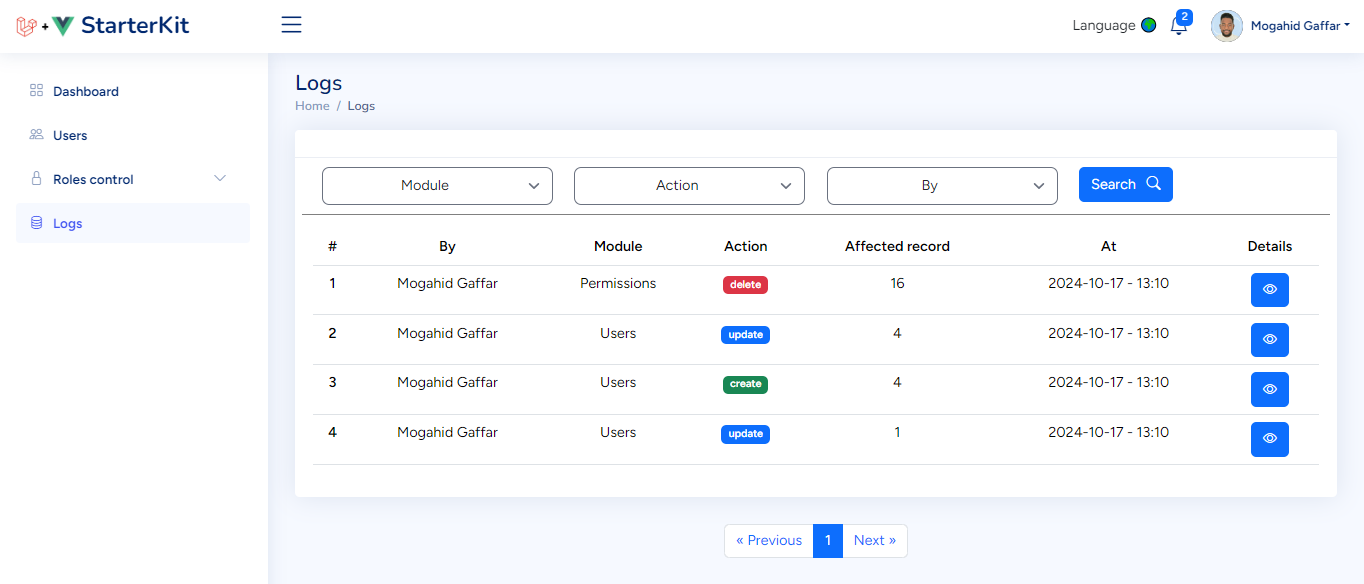 + StarterKit
Language 2 Mogahid Gaffar
Dashboard
Users
Roles control
Logs
Logs
Home / Logs
Module Action By Search
# By Module Action Affected record At Details
1 Mogahid Gaffar Permissions delete 16 2024-10-17 - 13:10
2 Mogahid Gaffar Users update 4 2024-10-17 - 13:10
3 Mogahid Gaffar Users create 4 2024-10-17 - 13:10
4 Mogahid Gaffar Users update 1 2024-10-17 - 13:10
« Previous 1 Next »